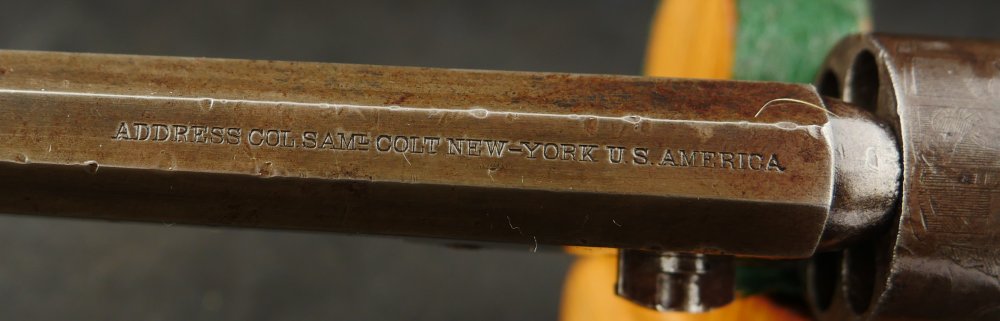 ADDRESS COL. SAMᴸ COLT NEW-YORK U.S. AMERICA